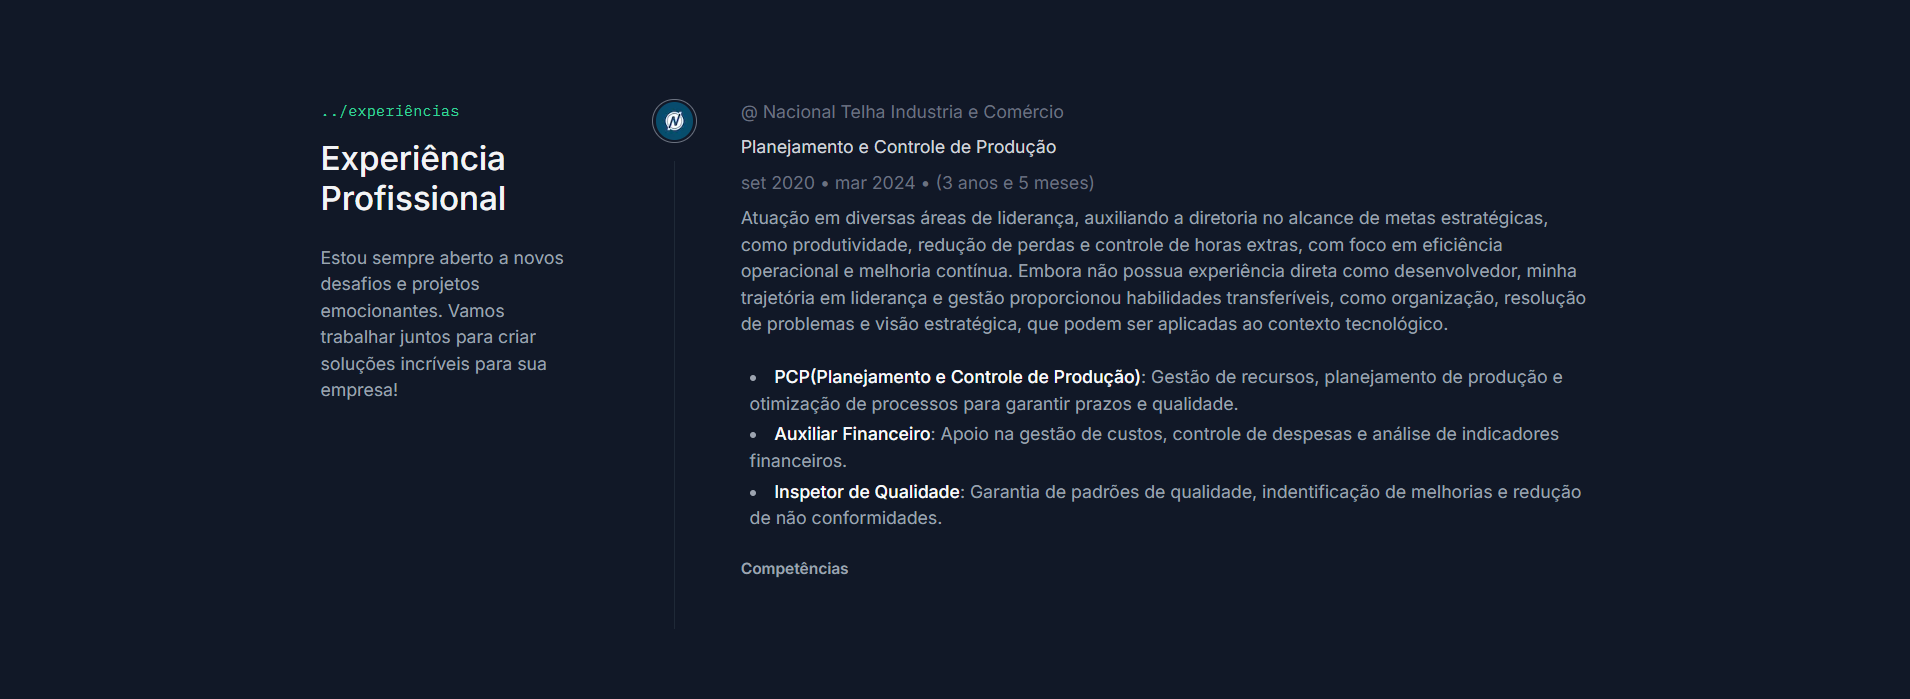 ../experiências
Experiência
Profissional
Estou sempre aberto a novos
desafios e projetos
emocionantes. Vamos
trabalhar juntos para criar
soluções incríveis para sua
empresa!
N
@ Nacional Telha Industria e Comércio
Planejamento e Controle de Produção
set 2020 • mar 2024 • (3 anos e 5 meses)
Atuação em diversas áreas de liderança, auxiliando a diretoria no alcance de metas estratégicas,
como produtividade, redução de perdas e controle de horas extras, com foco em eficiência
operacional e melhoria contínua. Embora não possua experiência direta como desenvolvedor, minha
trajetória em liderança e gestão proporcionou habilidades transferíveis, como organização, resolução
de problemas e visão estratégica, que podem ser aplicadas ao contexto tecnológico.
• PCP(Planejamento e Controle de Produção): Gestão de recursos, planejamento de produção e
otimização de processos para garantir prazos e qualidade.
• Auxiliar Financeiro: Apoio na gestão de custos, controle de despesas e análise de indicadores
financeiros.
• Inspetor de Qualidade: Garantia de padrões de qualidade, indentificação de melhorias e redução
de não conformidades.
Competências